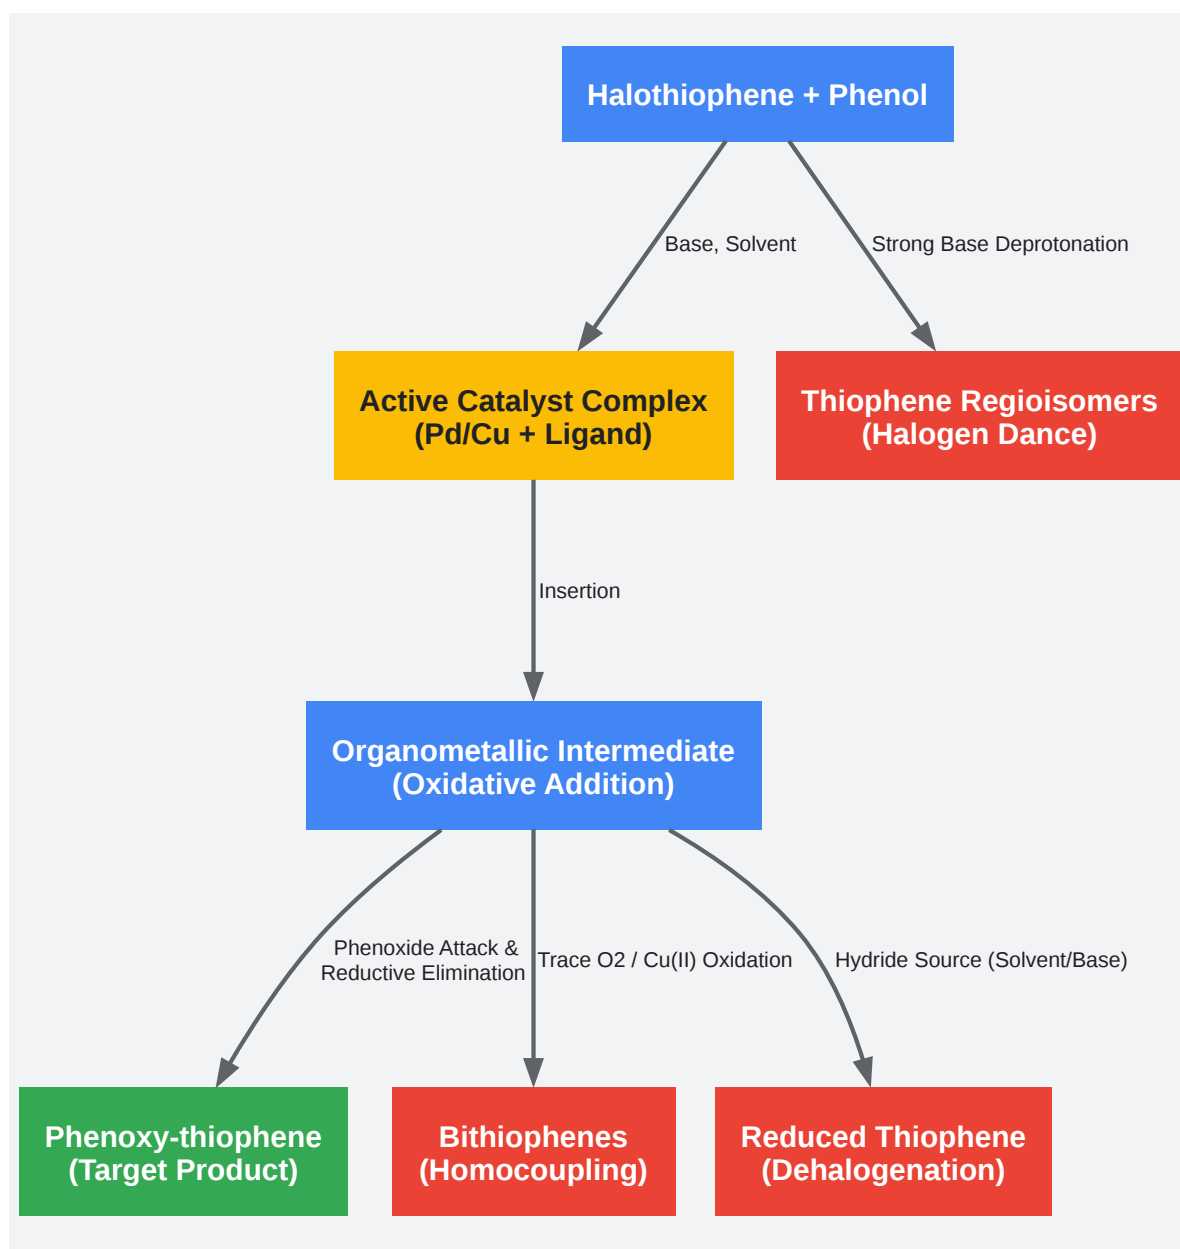 Halothiophene + Phenol
Base, Solvent
Strong Base Deprotonation
Active Catalyst Complex
(Pd/Cu + Ligand)
Thiophene Regioisomers
(Halogen Dance)
Insertion
Organometallic Intermediate
(Oxidative Addition)
Phenoxide Attack &
Reductive Elimination
Trace O2 / Cu(II) Oxidation
Hydride Source (Solvent/Base)
Phenoxy-thiophene
(Target Product)
Bithiophenes
(Homocoupling)
Reduced Thiophene
(Dehalogenation)